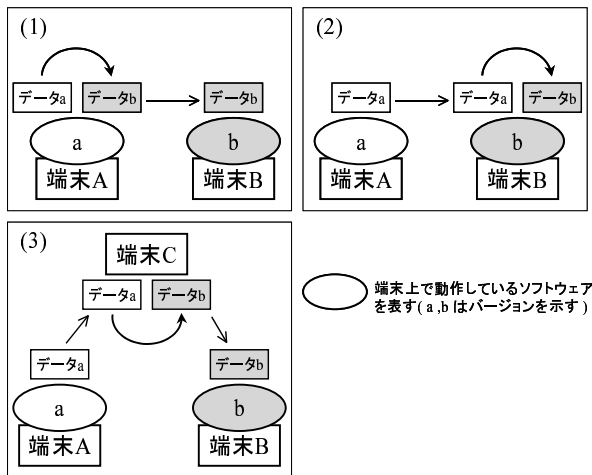 (1)
データa データb データb
a b
端末A 端末B
(2)
データa データa データb
a b
端末A 端末B
(3)
端末C
データa データb
データa データb
a b
端末A 端末B
端末上で動作しているソフトウェア
を表す( a ,b はバージョンを示す )